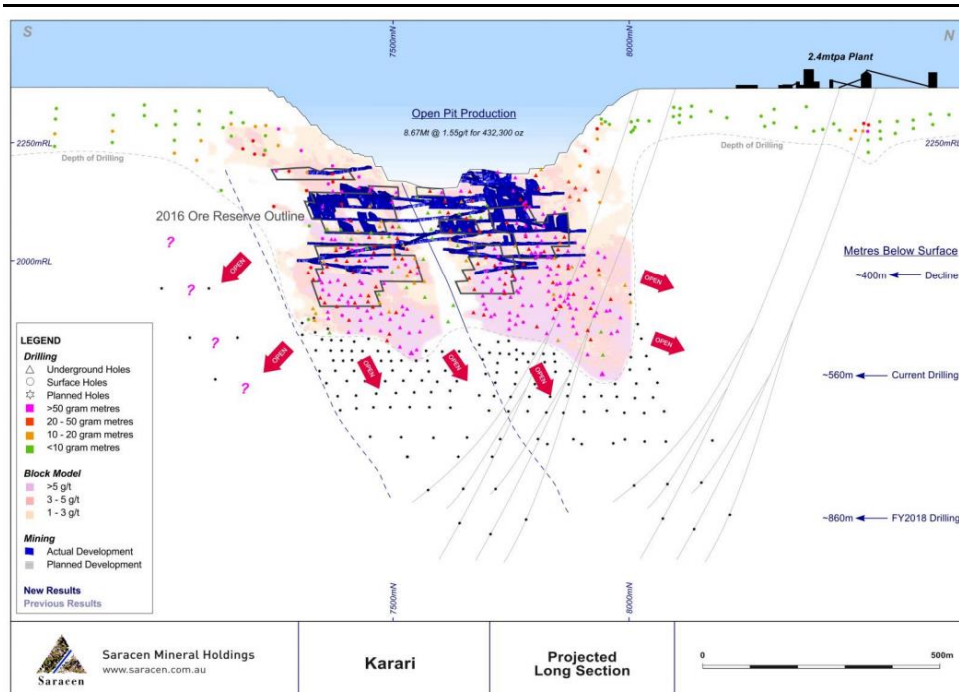 S
7500mN
8000mN
N
2.4mtpa Plant
Open Pit Production
8.67Mt @ 1.55g/t for 432,300 oz
2250mRL
Depth of Drilling
Depth of Drilling
2250mRL
2016 Ore Reserve Outline
?
2000mRL
Metres Below Surface
OPEN
OPEN
~400m
Decline
?
?
OPEN
OPEN
OPEN
OPEN
OPEN
?
~560m
Current Drilling
LEGEND
Drilling
Underground Holes
Surface Holes
Planned Holes
>50 gram metres
20 - 50 gram metres
10 - 20 gram metres
<10 gram metres
Block Model
>5 g/t
3 - 5 g/t
1 - 3 g/t
Mining
Actual Development
Planned Development
New Results
Previous Results
~860m
FY2018 Drilling
7500mN
8000mN
Saracen
Saracen Mineral Holdings
www.saracen.com.au
Karari
Projected
Long Section
0
500m